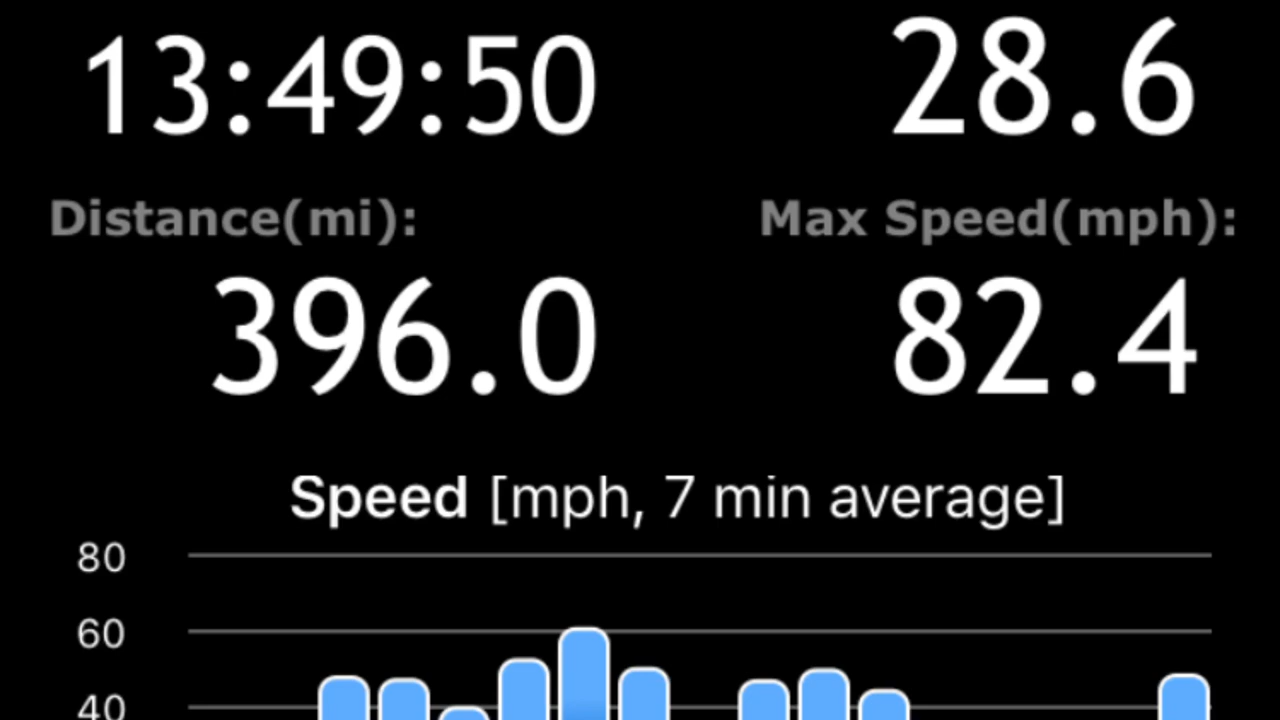 13:49:50 28.6
Distance(mi): Max Speed(mph):
396.0 82.4
Speed [mph, 7 min average]
80
60
40